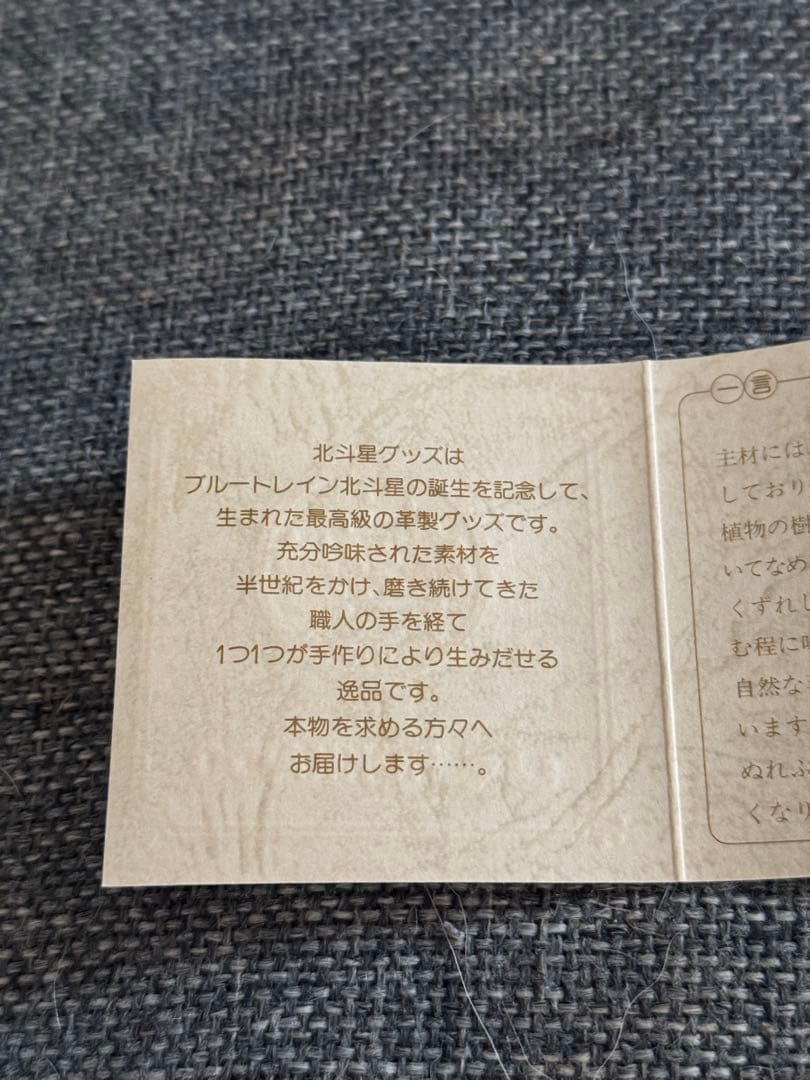 北斗星グッズは
ブルートレイン北斗星の誕生を記念して、
生まれた最高級の革製グッズです。
充分吟味された素材を
半世紀をかけ、磨き続けてきた
職人の手を経て
1つ1つが手作りにより生みだせる
逸品です。
本物を求める方々へ
お届けします……。
一言
主材には
しており
植物の樹
いてなめ
くずれし
む程に
自然な
います
ぬれふ
くなり